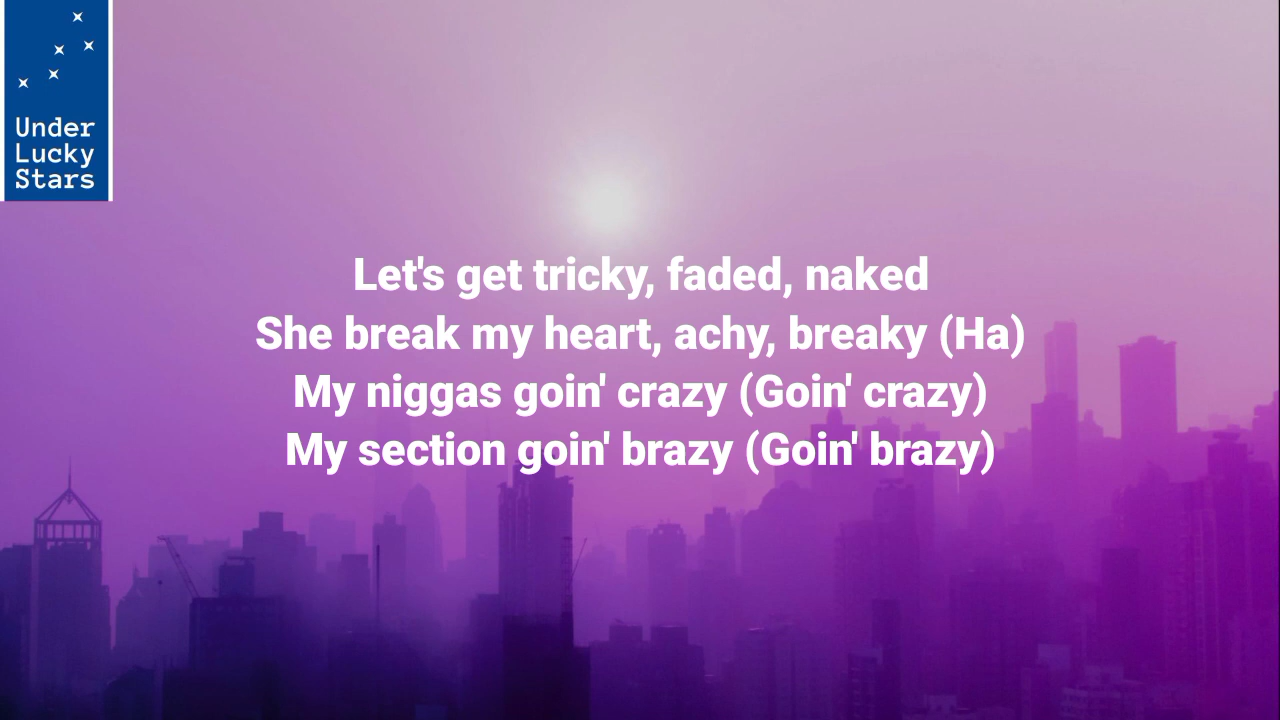 Under
Lucky
Stars
Let's get tricky, faded, naked
She break my heart, achy, breaky (Ha)
My niggas goin' crazy (Goin' crazy)
My section goin' brazy (Goin' brazy)